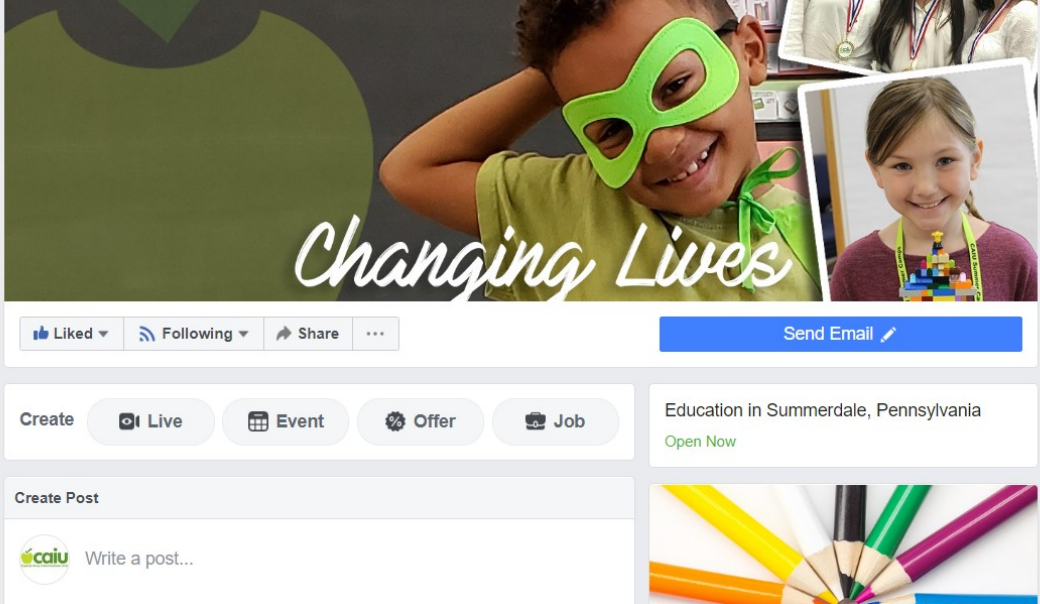 Changing Lives
Liked
Following
Share
Send Email
Create
Live
Event
Offer
Job
Education in Summerdale, Pennsylvania
Open Now
Create Post
caiu
Write a post...